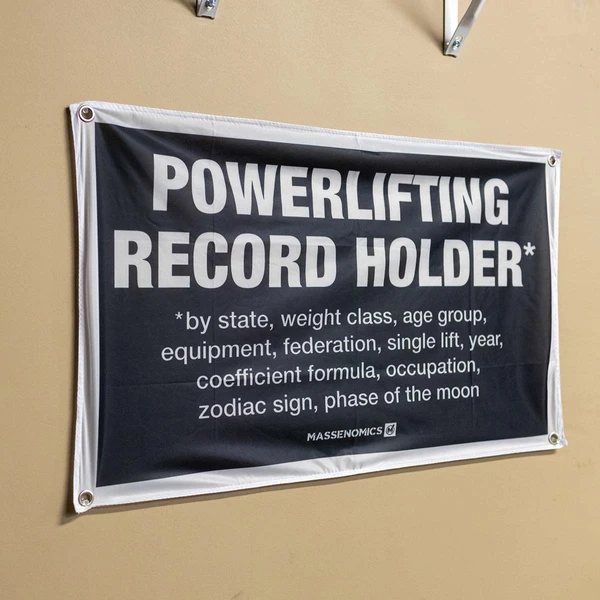 POWERLIFTING
RECORD HOLDER*
*by state, weight class, age group,
equipment, federation, single lift, year,
coefficient formula, occupation,
zodiac sign, phase of the moon
MASSENOMICS